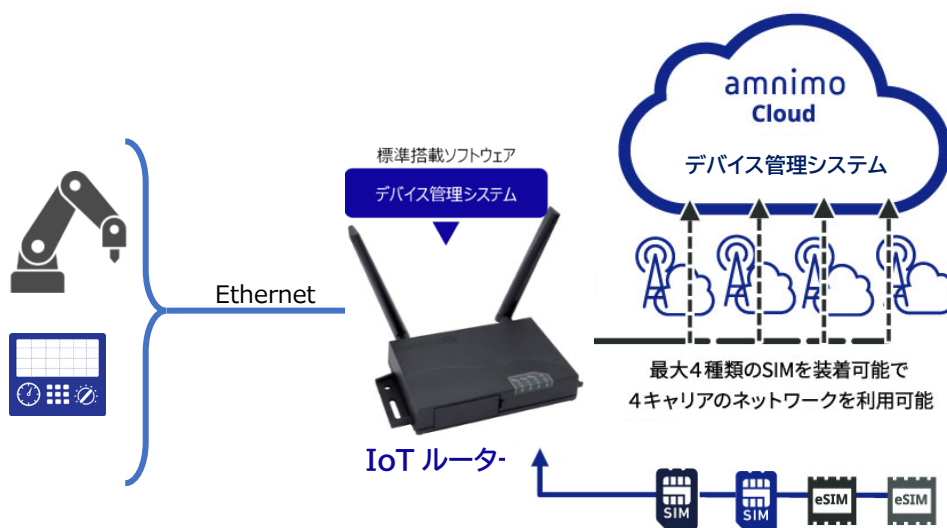 amnimo
Cloud
デバイス管理システム
標準搭載ソフトウェア
デバイス管理システム
Ethernet
最大4種類のSIMを装着可能で
4キャリアのネットワークを利用可能
IoT ルーター
SIM
SIM
eSIM
eSIM